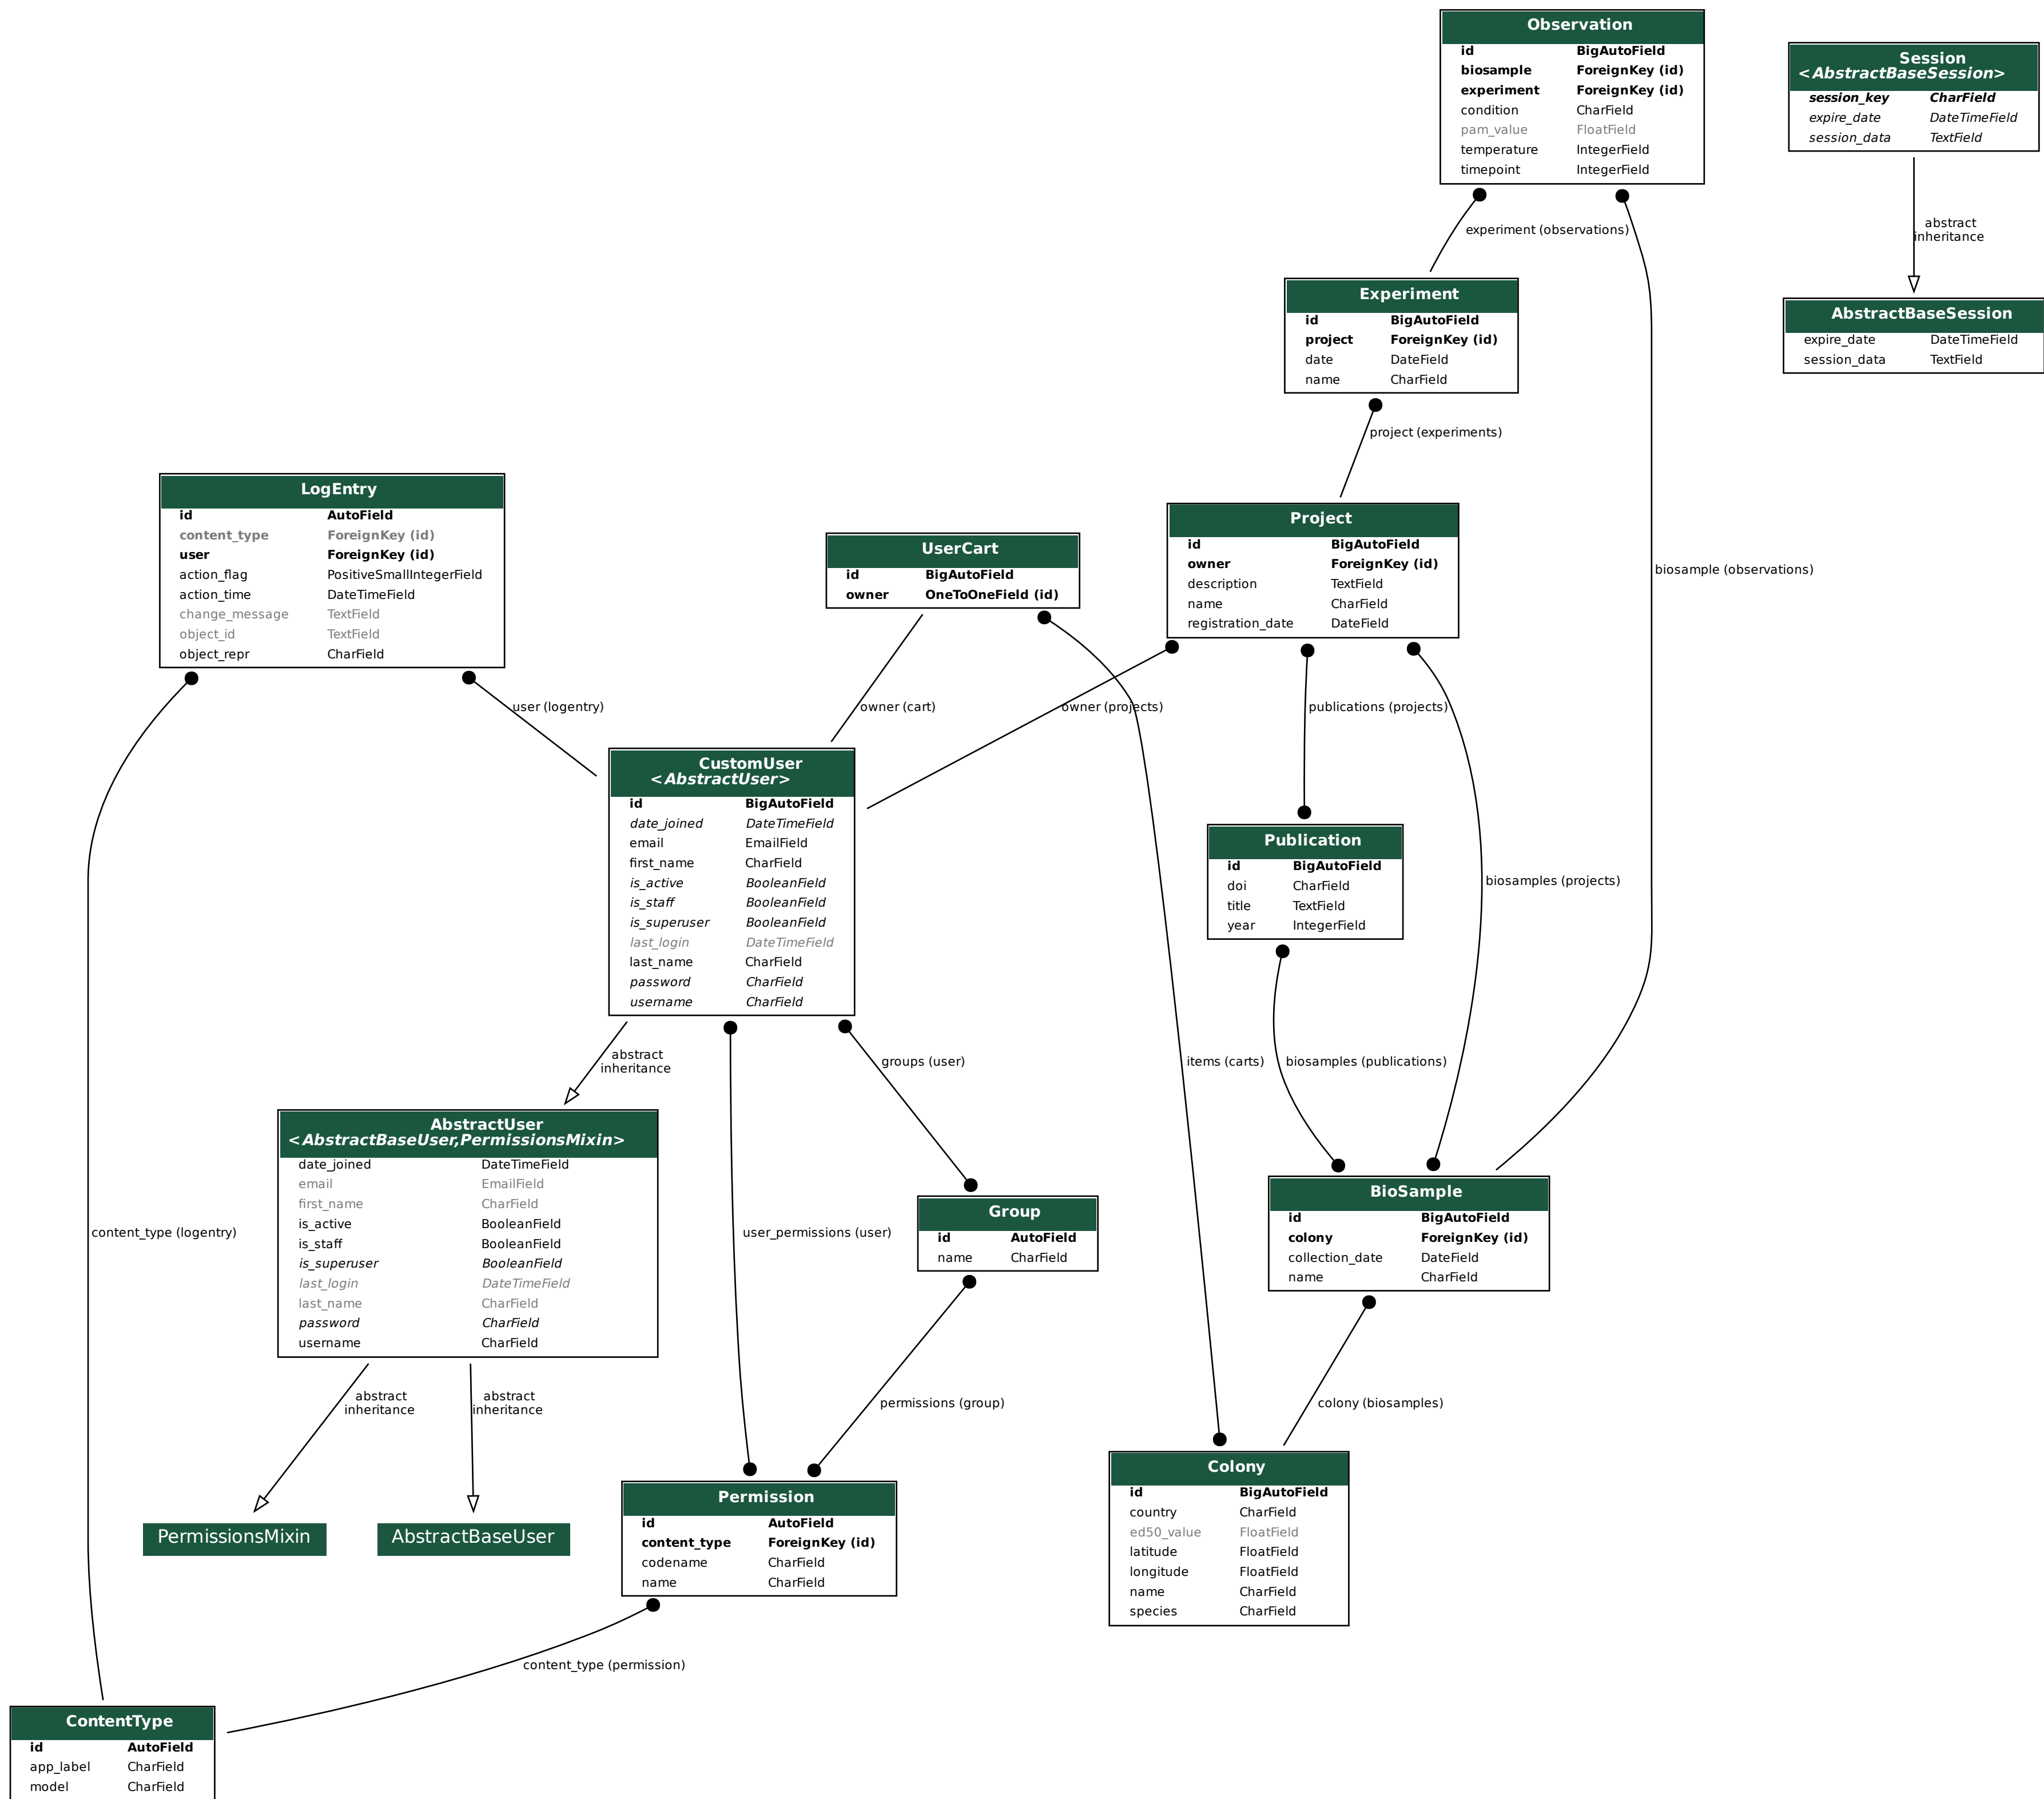 Observation
id BigAutoField
biosample ForeignKey (id)
experiment ForeignKey (id)
condition CharField
pam_value FloatField
temperature IntegerField
timepoint IntegerField
Session
<AbstractBaseSession>
session_key CharField
expire_date DateTimeField
session_data TextField
experiment (observations)
abstract
inheritance
Experiment
id BigAutoField
project ForeignKey (id)
date DateField
name CharField
AbstractBaseSession
expire_date DateTimeField
session_data TextField
project (experiments)
LogEntry
id AutoField
content_type ForeignKey (id)
user ForeignKey (id)
action_flag PositiveSmallIntegerField
action_time DateTimeField
change_message TextField
object_id TextField
object_repr CharField
UserCart
id BigAutoField
owner OneToOneField (id)
Project
id BigAutoField
owner ForeignKey (id)
description TextField
name CharField
registration_date DateField
biosample (observations)
user (logentry)
owner (cart)
owner (projects)
publications (projects)
CustomUser
<AbstractUser>
id BigAutoField
date_joined DateTimeField
email EmailField
first_name CharField
is_active BooleanField
is_staff BooleanField
is_superuser BooleanField
last_login DateTimeField
last_name CharField
password CharField
username CharField
Publication
id BigAutoField
doi CharField
title TextField
year IntegerField
biosamples (projects)
abstract
inheritance
groups (user)
items (carts)
biosamples (publications)
AbstractUser
<AbstractBaseUser,PermissionsMixin>
date_joined DateTimeField
email EmailField
first_name CharField
is_active BooleanField
is_staff BooleanField
is_superuser BooleanField
last_login DateTimeField
last_name CharField
password CharField
username CharField
content_type (logentry)
user_permissions (user)
Group
id AutoField
name CharField
BioSample
id BigAutoField
colony ForeignKey (id)
collection_date DateField
name CharField
abstract
inheritance
abstract
inheritance
permissions (group)
colony (biosamples)
PermissionsMixin
AbstractBaseUser
Permission
id AutoField
content_type ForeignKey (id)
codename CharField
name CharField
Colony
id BigAutoField
country CharField
ed50_value FloatField
latitude FloatField
longitude FloatField
name CharField
species CharField
content_type (permission)
ContentType
id AutoField
app_label CharField
model CharField